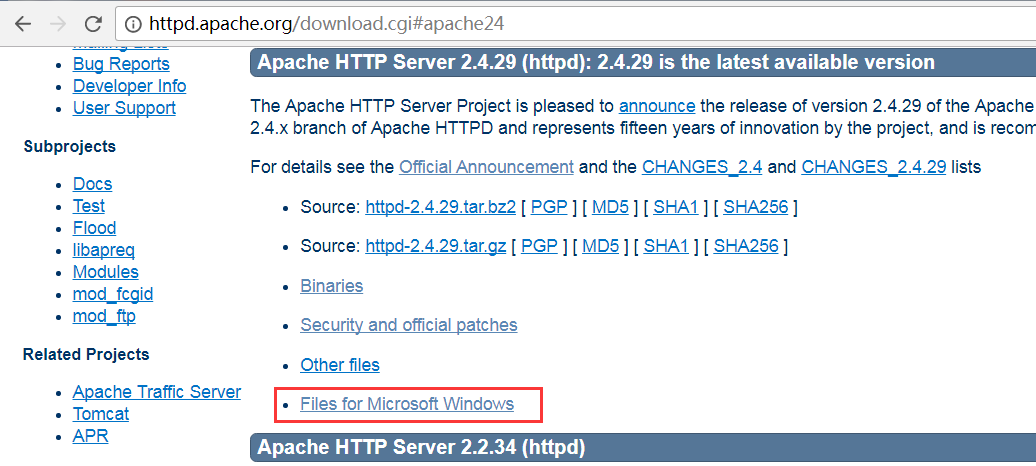 httpd.apache.org/download.cgi#apache24
Mailing Lists
Bug Reports
Developer Info
User Support
Subprojects
Docs
Test
Flood
libapreq
Modules
mod_fcgid
mod_ftp
Related Projects
Apache Traffic Server
Tomcat
APR
Apache HTTP Server 2.4.29 (httpd): 2.4.29 is the latest available version
The Apache HTTP Server Project is pleased to announce the release of version 2.4.29 of the Apache
2.4.x branch of Apache HTTPD and represents fifteen years of innovation by the project, and is recom
For details see the Official Announcement and the CHANGES_2.4 and CHANGES_2.4.29 lists
Source: httpd-2.4.29.tar.bz2 [ PGP ] [ MD5 ] [ SHA1 ] [ SHA256 ]
Source: httpd-2.4.29.tar.gz [ PGP ] [ MD5 ] [ SHA1 ] [ SHA256 ]
Binaries
Security and official patches
Other files
Files for Microsoft Windows
Apache HTTP Server 2.2.34 (httpd)